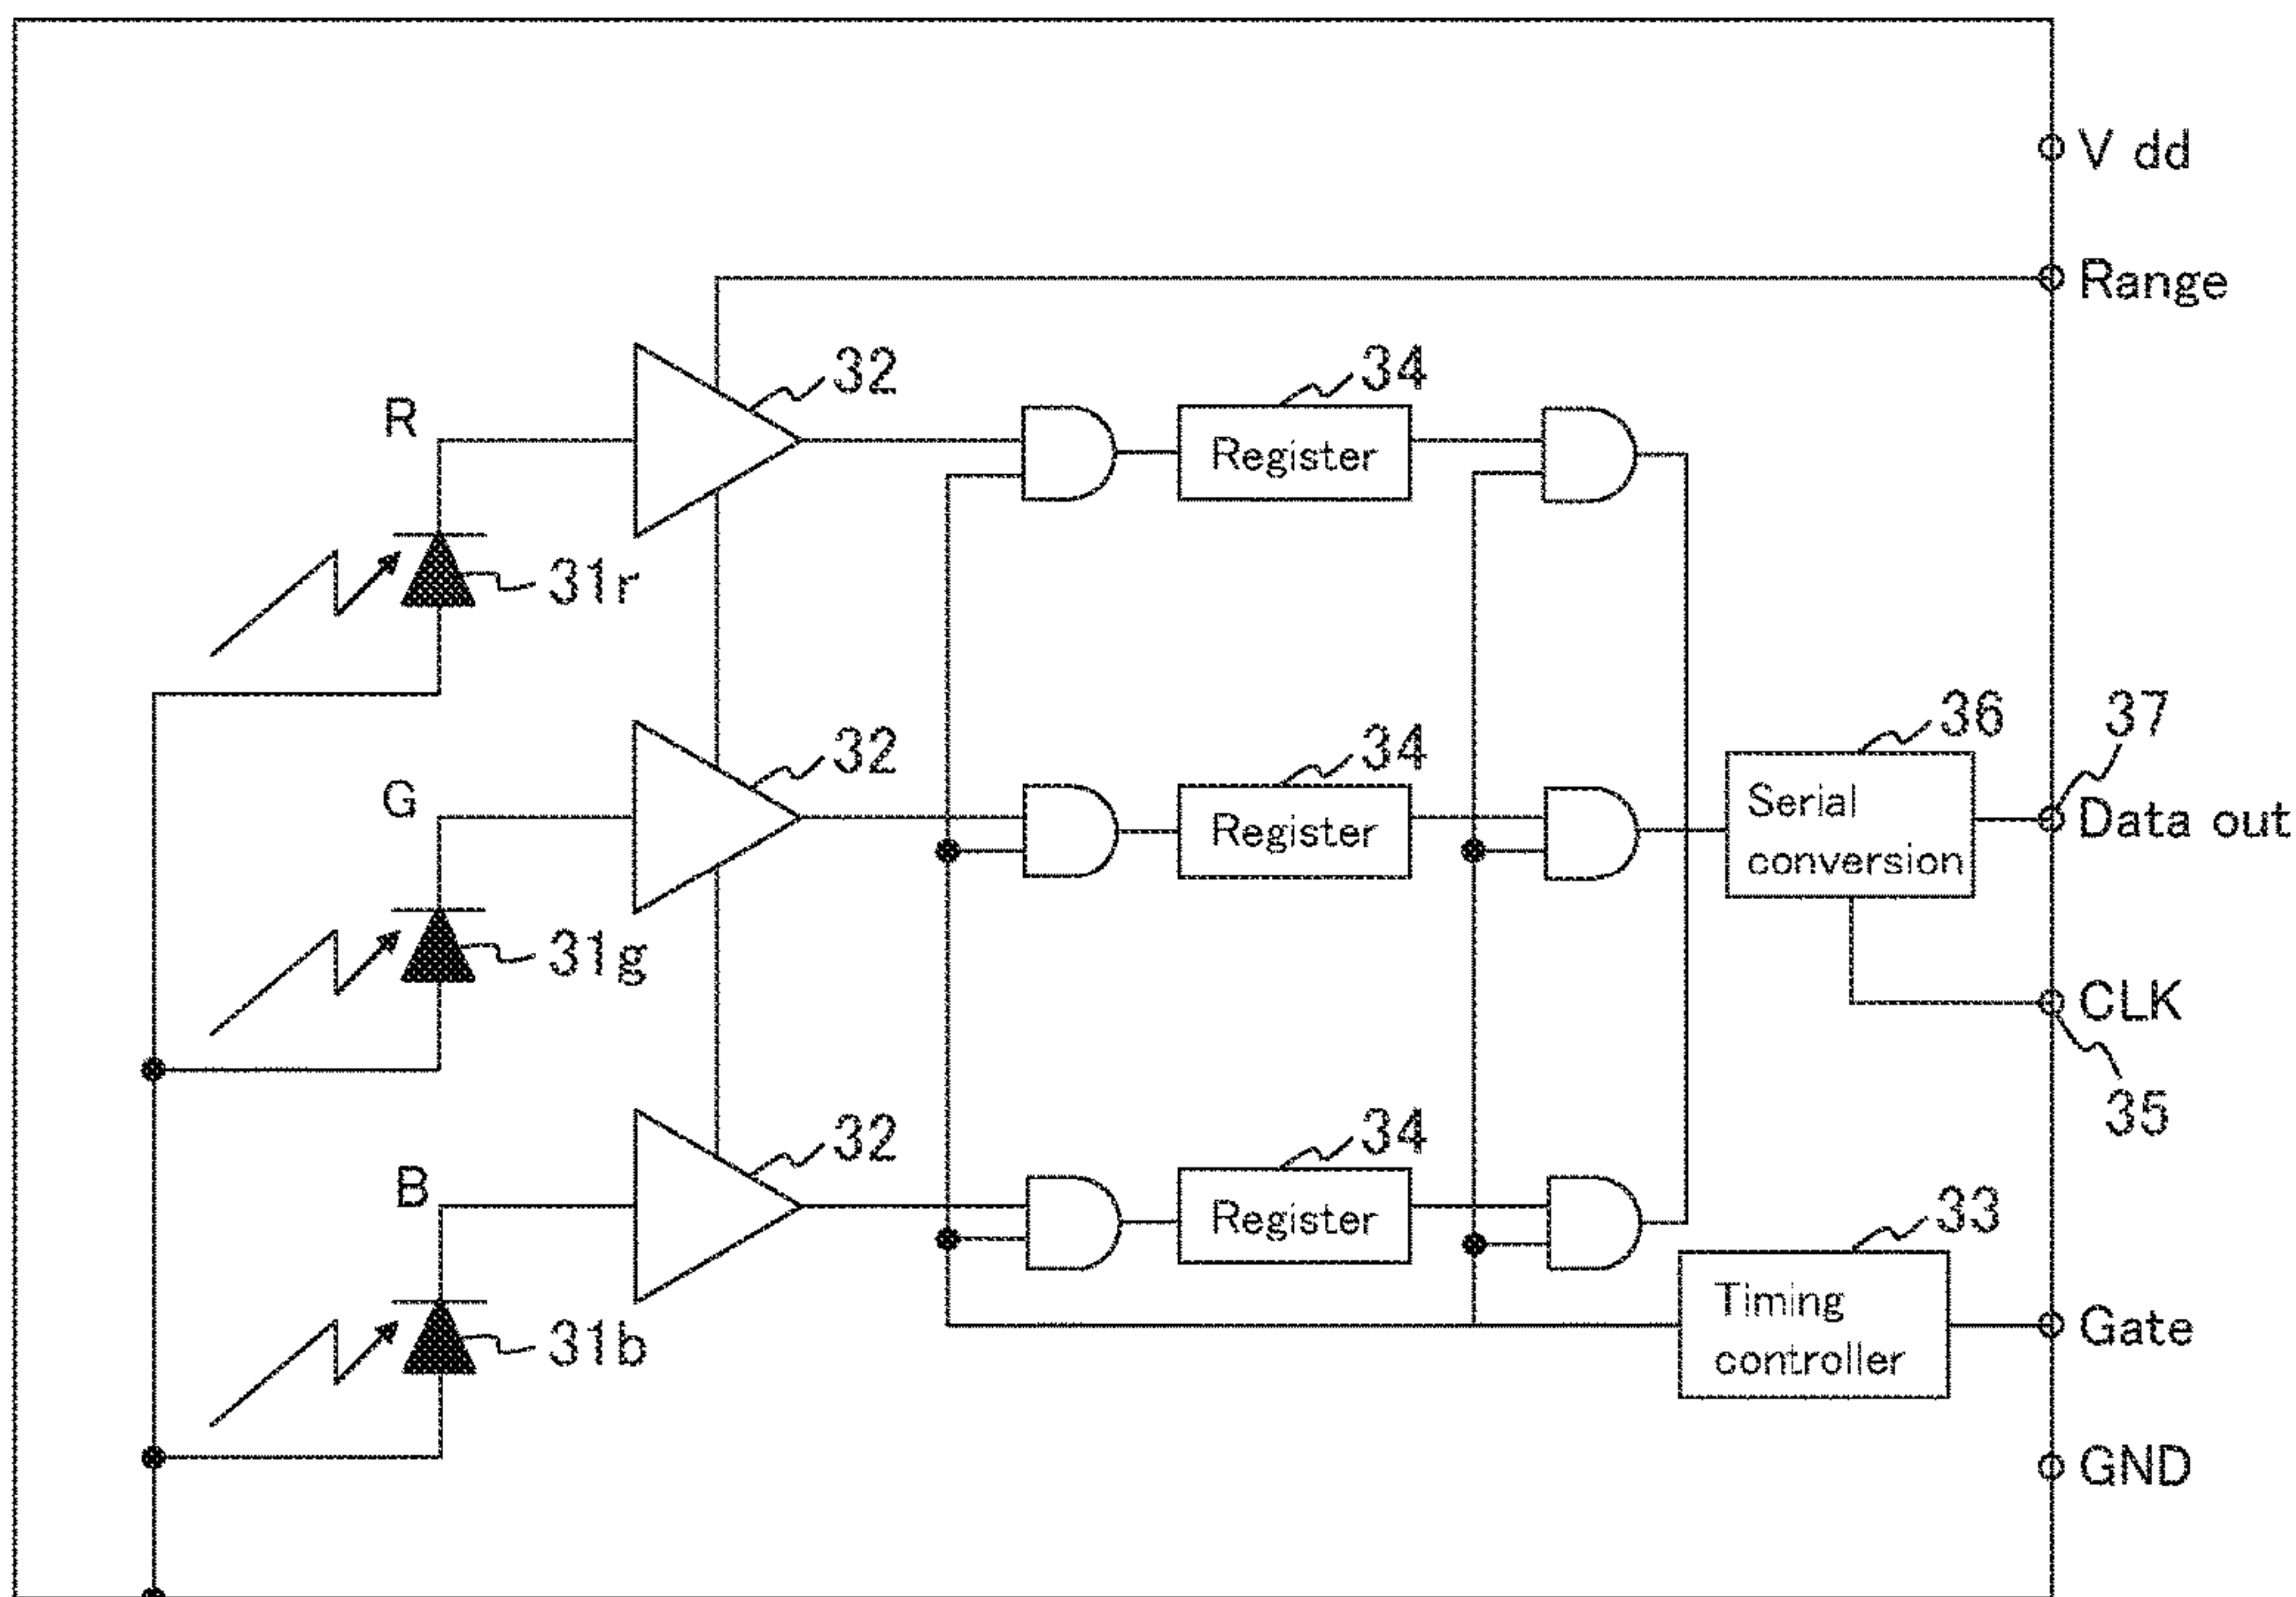 V dd
Range
32
34
R
Register
31r
36
37
32
34
G
Register
Serial
conversion
Data out
31g
CLK
35
32
34
B
Register
33
Timing
controller
Gate
31b
GND